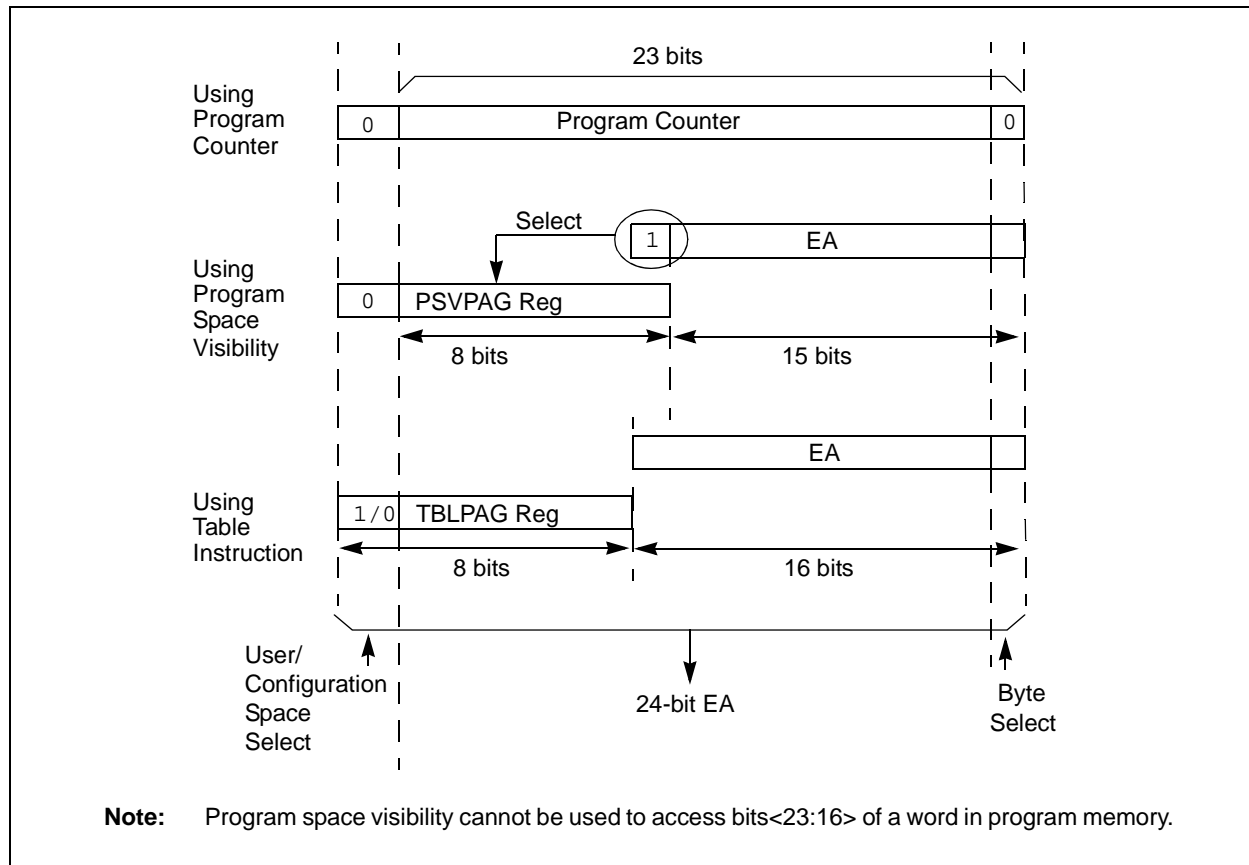 23 bits
Using
Program
Counter
0
Program Counter
0
Select
1
EA
Using
Program
Space
Visibility
0
PSVPAG Reg
8 bits
15 bits
EA
Using
Table
Instruction
1/0
TBLPAG Reg
8 bits
16 bits
User/
Configuration
Space
Select
24-bit EA
Byte
Select
Note: Program space visibility cannot be used to access bits<23:16> of a word in program memory.